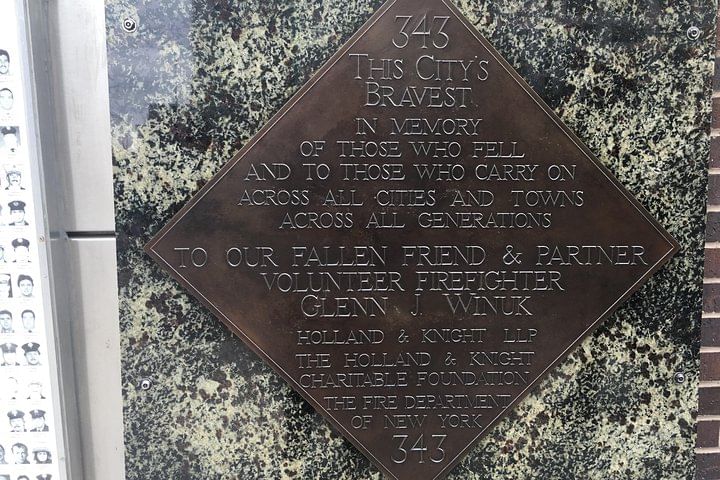 343
THIS CITY'S
BRAVEST
IN MEMORY
OF THOSE WHO FELL
AND TO THOSE WHO CARRY ON
ACROSS ALL CITIES AND TOWNS
ACROSS ALL GENERATIONS
TO OUR FALLEN FRIEND & PARTNER
VOLUNTEER FIREFIGHTER
GLENN J WINUK
HOLLAND & KNIGHT LLP
THE HOLLAND & KNIGHT
CHARITABLE FOUNDATION
THE FIRE DEPARTMENT
OF NEW YORK
343